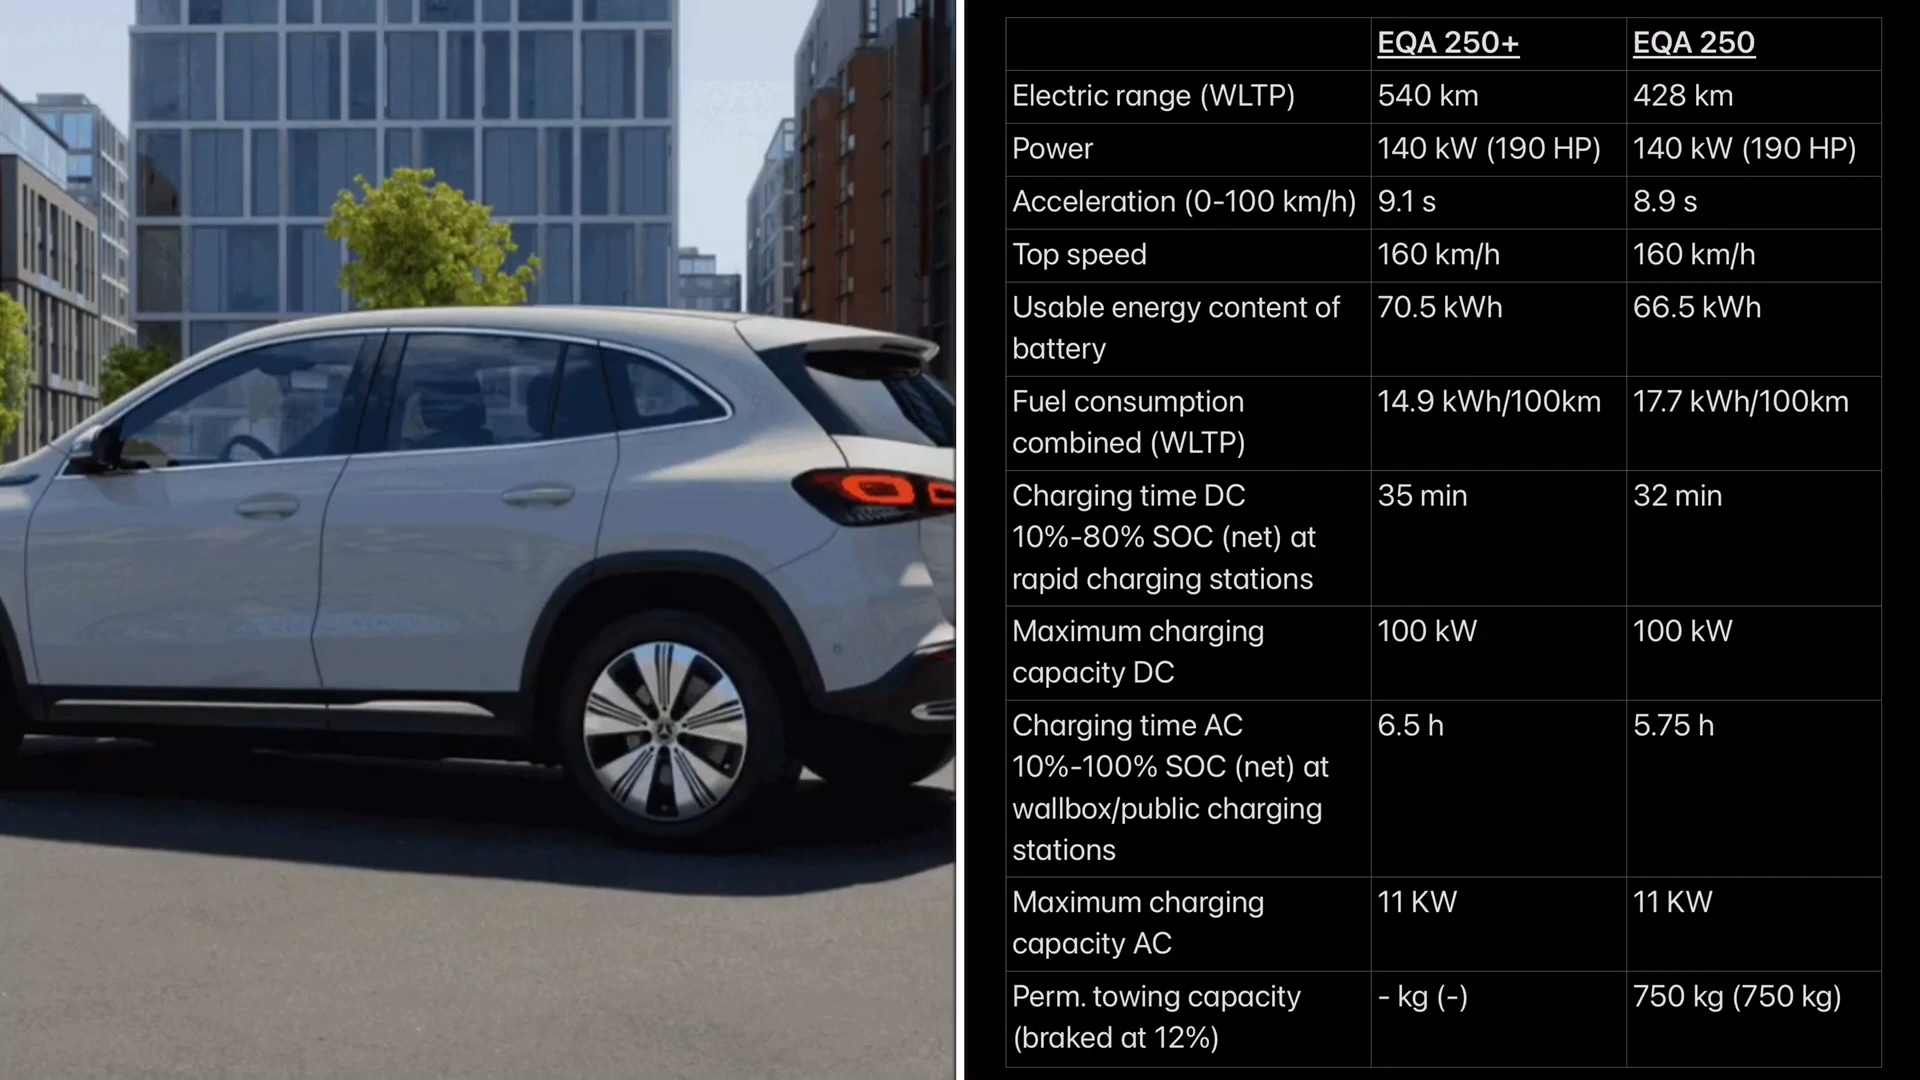 EQA 250+ EQA 250
Electric range (WLTP) 540 km 428 km
Power 140 kW (190 HP) 140 kW (190 HP)
Acceleration (0-100 km/h) 9.1 s 8.9 s
Top speed 160 km/h 160 km/h
Usable energy content of 70.5 kWh 66.5 kWh
battery
Fuel consumption 14.9 kWh/100km 17.7 kWh/100km
combined (WLTP)
Charging time DC 35 min 32 min
10%-80% SOC (net) at
rapid charging stations
Maximum charging 100 kW 100 kW
capacity DC
Charging time AC 6.5 h 5.75 h
10%-100% SOC (net) at
wallbox/public charging
stations
Maximum charging 11 KW 11 KW
capacity AC
Perm. towing capacity - kg (-) 750 kg (750 kg)
(braked at 12%)